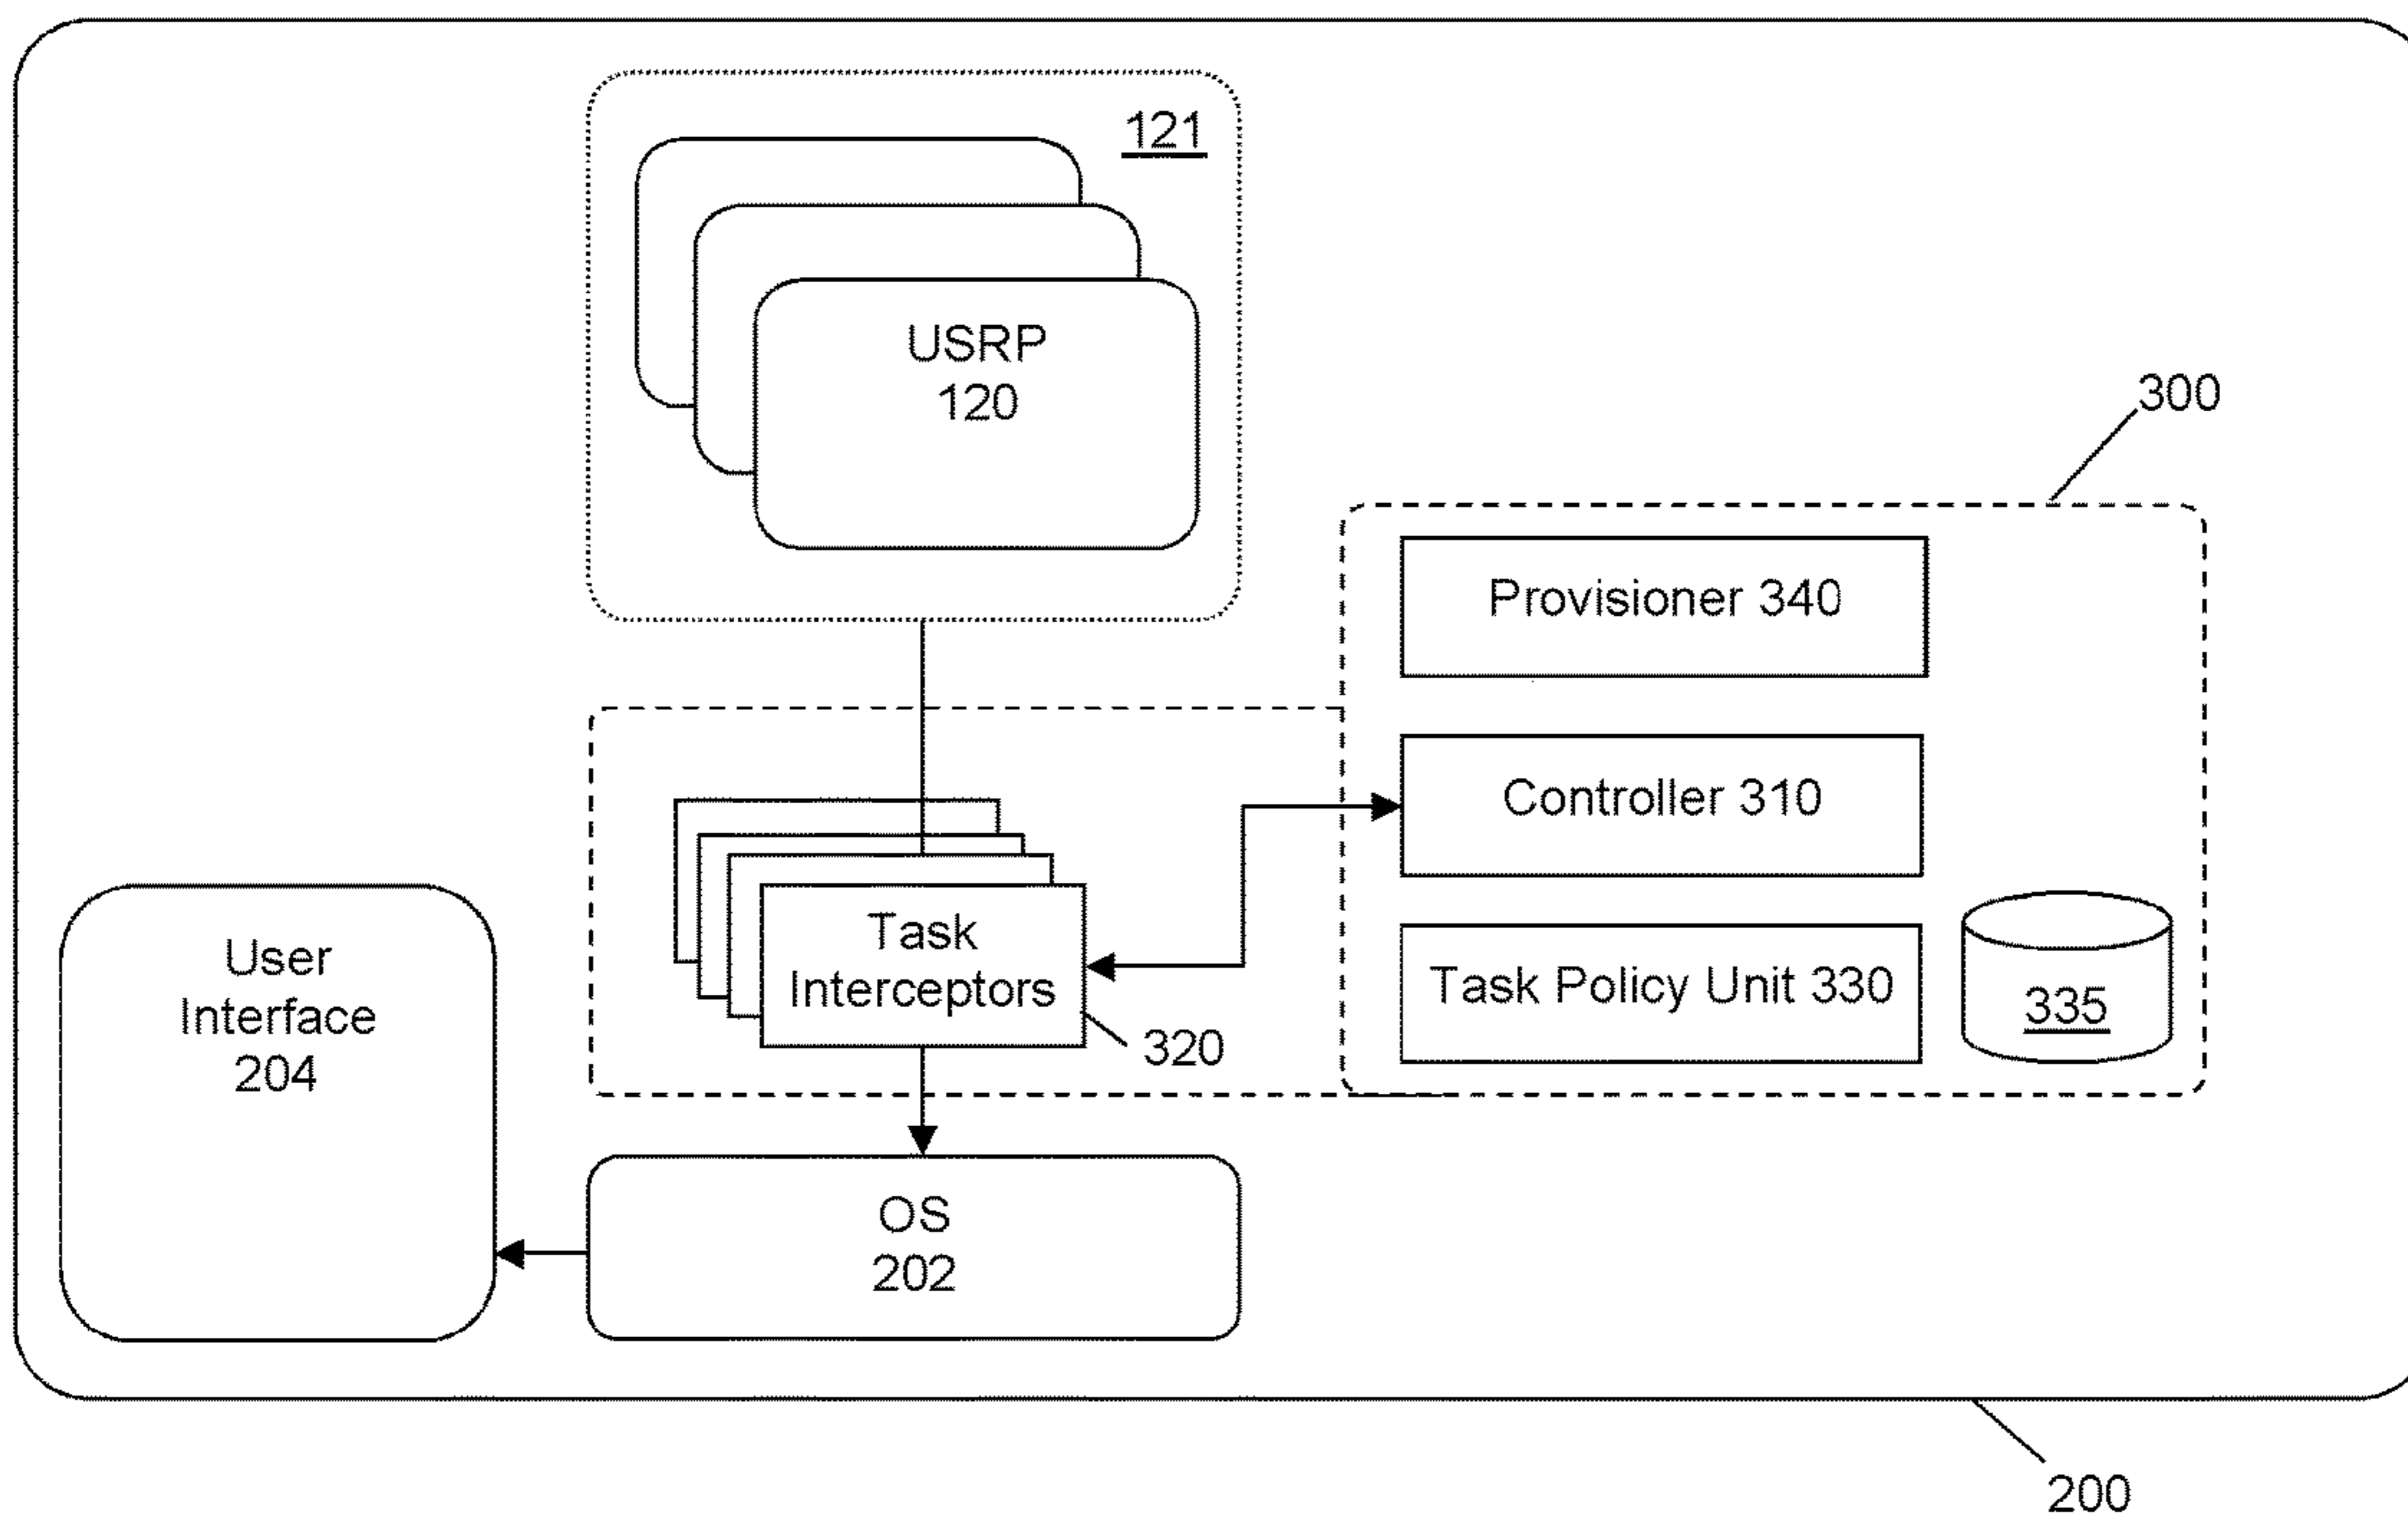 121
USRP
120
300
Provisioner 340
Controller 310
Task
Interceptors
320
Task Policy Unit 330
335
User
Interface
204
OS
202
200